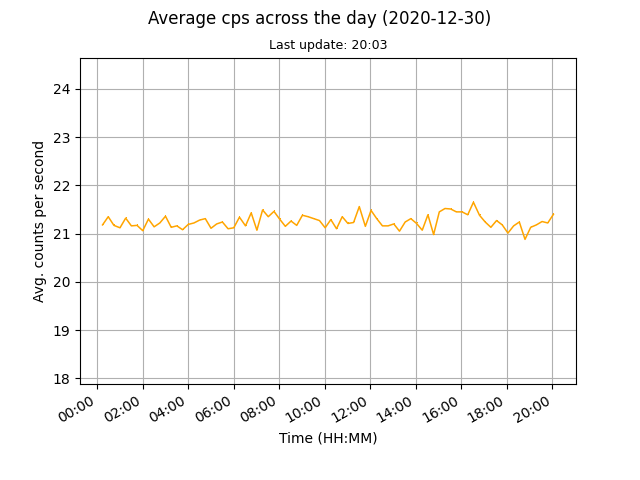 Average cps across the day (2020-12-30)
Last update: 20:03
24
23
22
21
20
19
18
Avg. counts per second
00:00 02:00 04:00 06:00 08:00 10:00 12:00 14:00 16:00 18:00 20:00
Time (HH:MM)